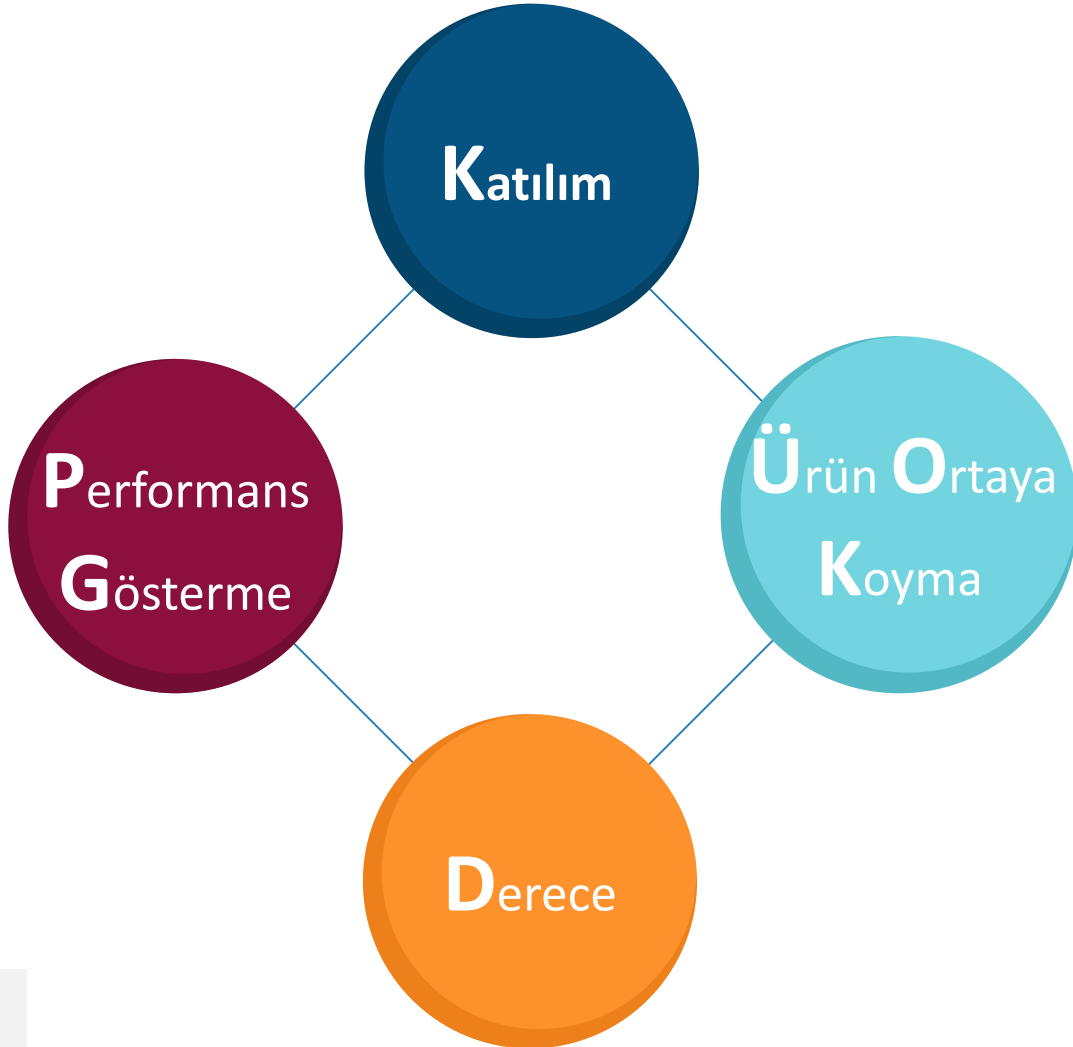 Katılım
Performans
Gösterme
Ürün Ortaya
Koyma
Derece